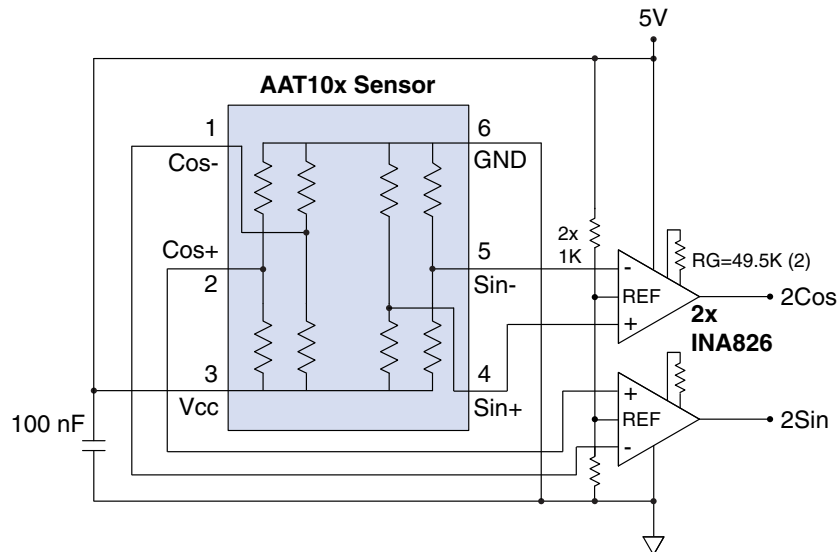 5V
AAT10x Sensor
1
Cos-
6
GND
Cos+
2
5
Sin-
2x
1K
-
REF
+
RG=49.5K (2)
2Cos
2x
INA826
3
Vcc
4
Sin+
100 nF
+
REF
-
2Sin